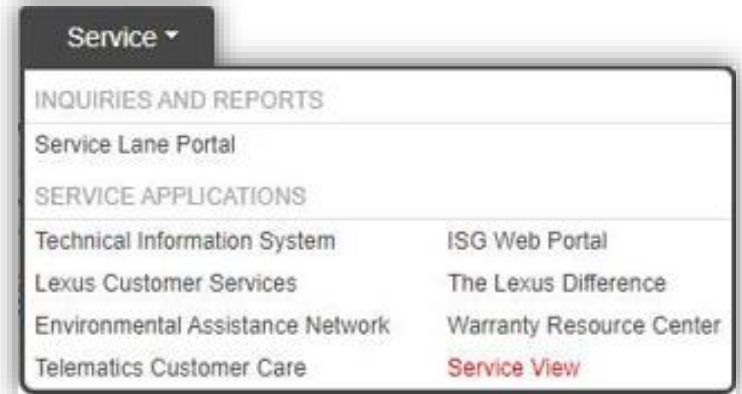 Service
INQUIRIES AND REPORTS
Service Lane Portal
SERVICE APPLICATIONS
Technical Information System
ISG Web Portal
Lexus Customer Services
The Lexus Difference
Environmental Assistance Network
Warranty Resource Center
Telematics Customer Care
Service View